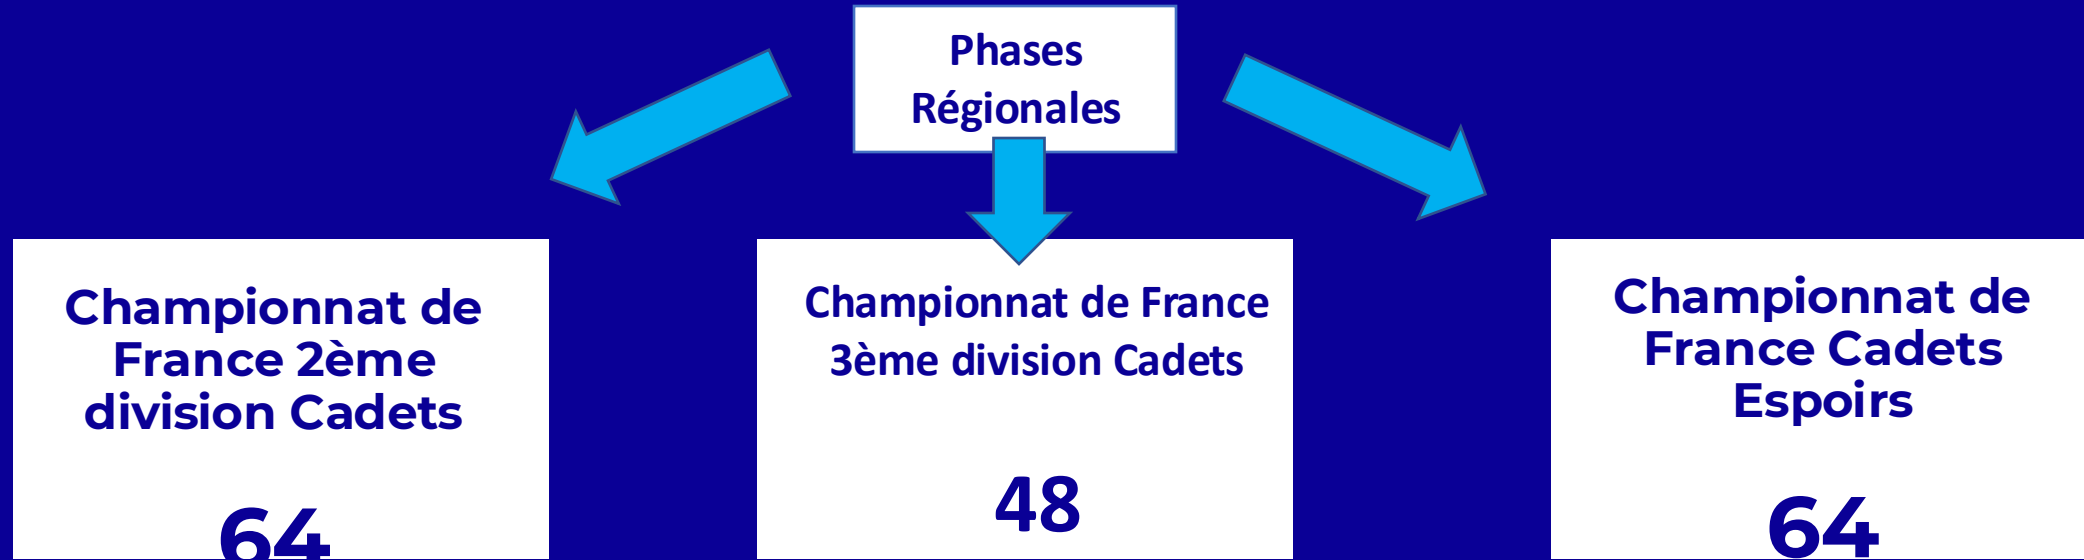 Phases
Régionales
Championnat de
France 2ème
division Cadets
64
Championnat de France
3ème division Cadets
48
Championnat de
France Cadets
Espoirs
64